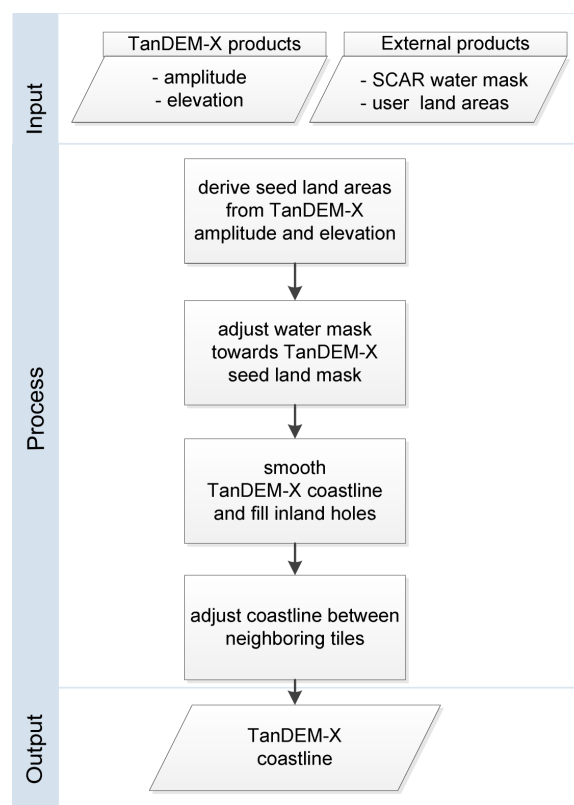 Input
TanDEM-X products
- amplitude
- elevation
External products
- SCAR water mask
- user land areas
Process
derive seed land areas
from TanDEM-X
amplitude and elevation
adjust water mask
towards TanDEM-X
seed land mask
smooth
TanDEM-X coastline
and fill inland holes
adjust coastline between
neighboring tiles
Output
TanDEM-X
coastline